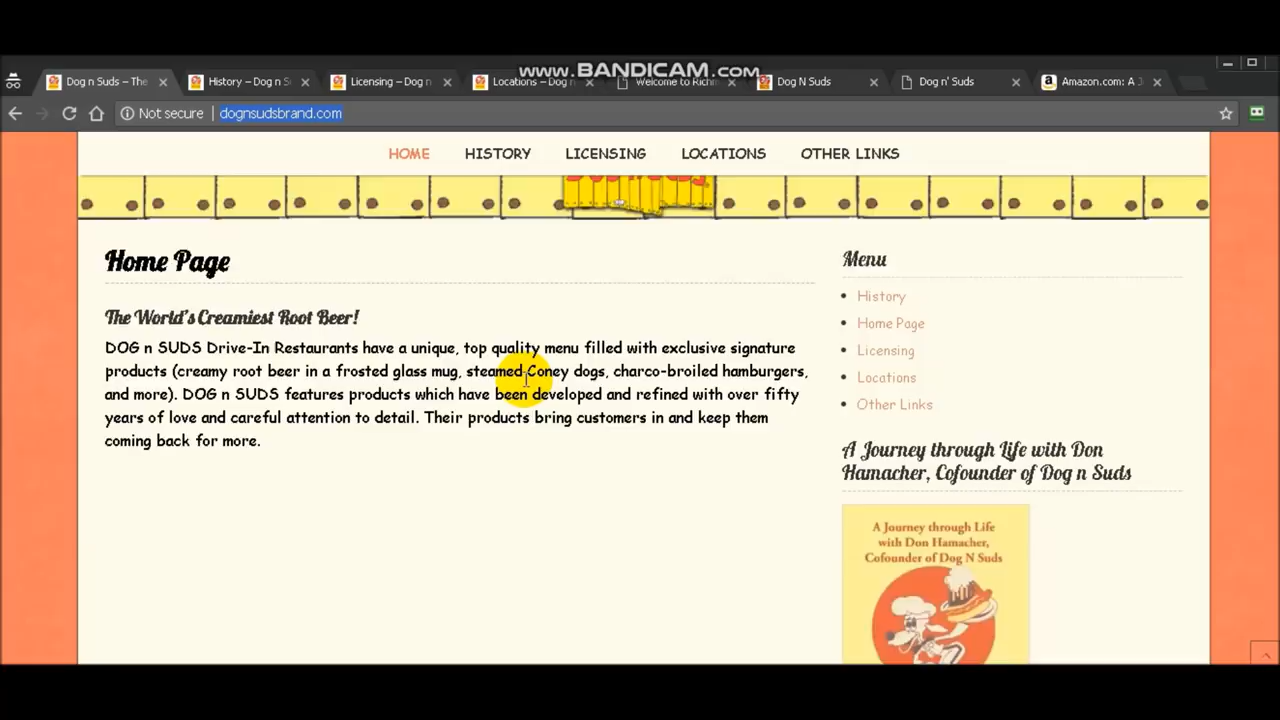 www.BANDICAM.com
Dog n Suds – The
History – Dog n S
Licensing – Dog n
Locations – Dog n
Welcome to Richm
Dog N Suds
Dog n' Suds
Amazon.com: A J
Not secure | dognsudsbrand.com
HOME HISTORY LICENSING LOCATIONS OTHER LINKS
Home Page
The World's Creamiest Root Beer!
DOG n SUDS Drive-In Restaurants have a unique, top quality menu filled with exclusive signature
products (creamy root beer in a frosted glass mug, steamed Coney dogs, charco-broiled hamburgers,
and more). DOG n SUDS features products which have been developed and refined with over fifty
years of love and careful attention to detail. Their products bring customers in and keep them
coming back for more.
Menu
History
Home Page
Licensing
Locations
Other Links
A Journey through Life with Don
Hamacher, Cofounder of Dog n Suds
A Journey through Life
with Don Hamacher,
Cofounder of Dog N Suds